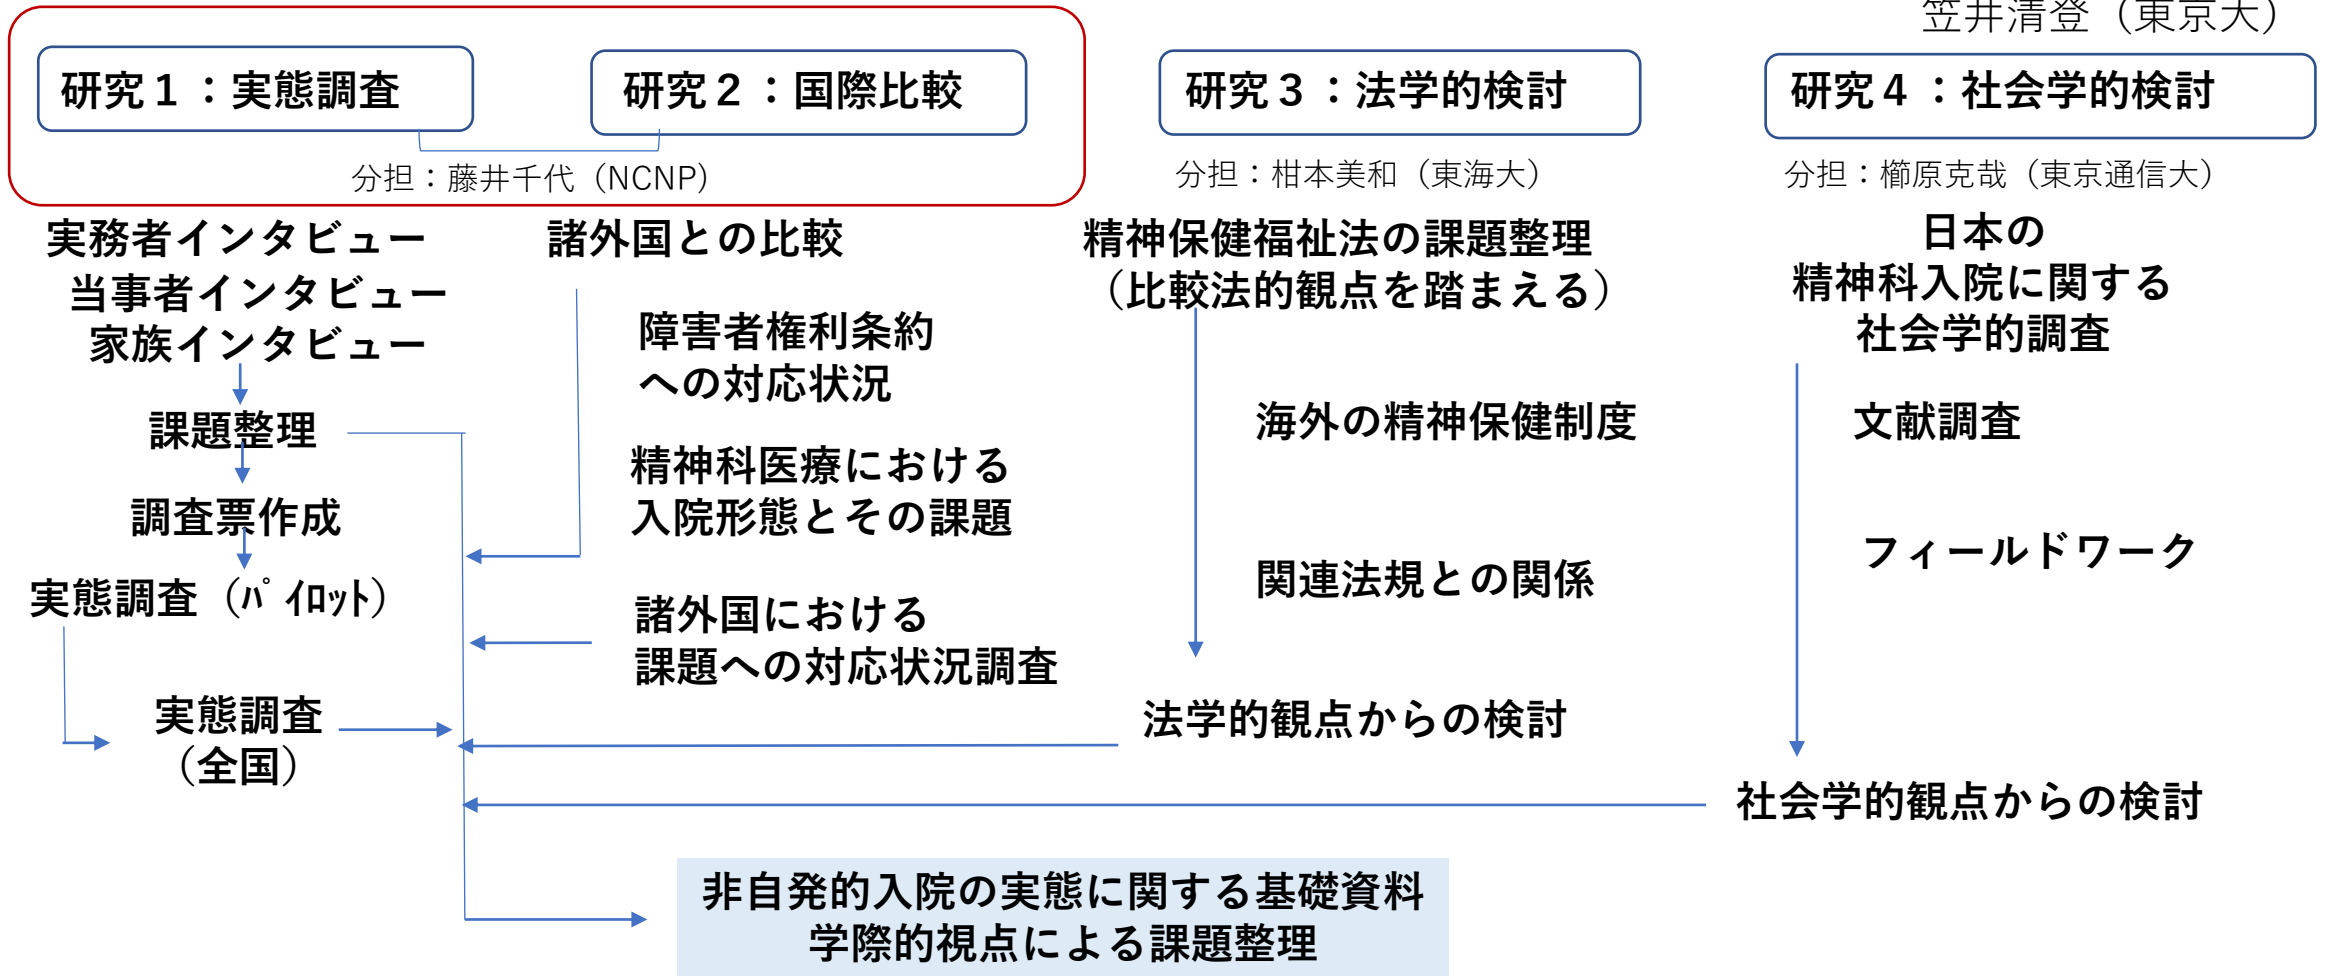 笠井清登（東京大）
研究１：実態調査
研究２：国際比較
研究３：法学的検討
研究４：社会学的検討
分担：藤井千代（NCNP）
分担：柑本美和（東海大）
分担：櫛原克哉（東京通信大）
実務者インタビュー
当事者インタビュー
家族インタビュー
課題整理
調査票作成
実態調査（ﾊﾟｲﾛｯﾄ）
実態調査
（全国）
諸外国との比較
障害者権利条約
への対応状況
精神科医療における
入院形態とその課題
諸外国における
課題への対応状況調査
精神保健福祉法の課題整理
（比較法的観点を踏まえる）
海外の精神保健制度
関連法規との関係
法学的観点からの検討
日本の
精神科入院に関する
社会学的調査
文献調査
フィールドワーク
社会学的観点からの検討
非自発的入院の実態に関する基礎資料
学際的視点による課題整理